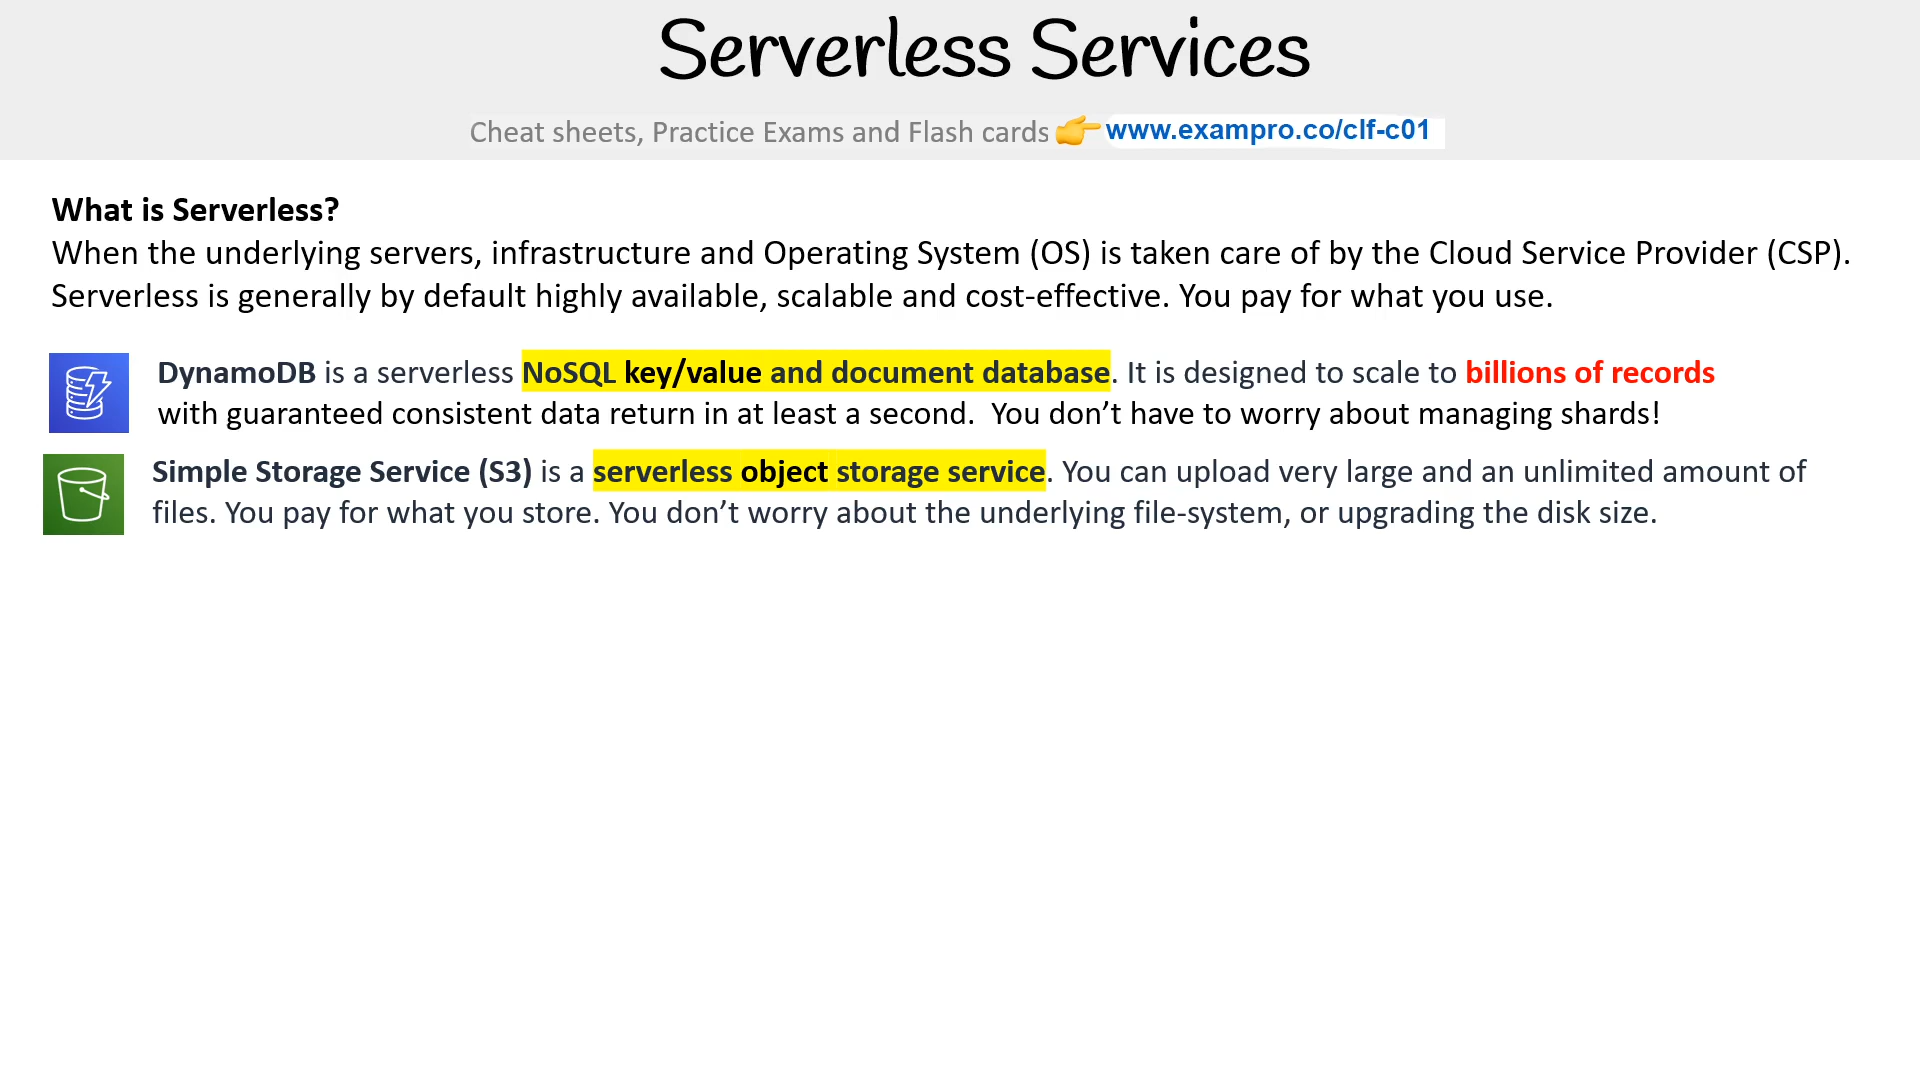 Serverless Services
Cheat sheets, Practice Exams and Flash cards 👉 www.exampro.co/clf-c01
What is Serverless?
When the underlying servers, infrastructure and Operating System (OS) is taken care of by the Cloud Service Provider (CSP).
Serverless is generally by default highly available, scalable and cost-effective. You pay for what you use.
DynamoDB is a serverless NoSQL key/value and document database. It is designed to scale to billions of records
with guaranteed consistent data return in at least a second.  You don’t have to worry about managing shards!
Simple Storage Service (S3) is a serverless object storage service. You can upload very large and an unlimited amount of
files. You pay for what you store. You don’t worry about the underlying file-system, or upgrading the disk size.